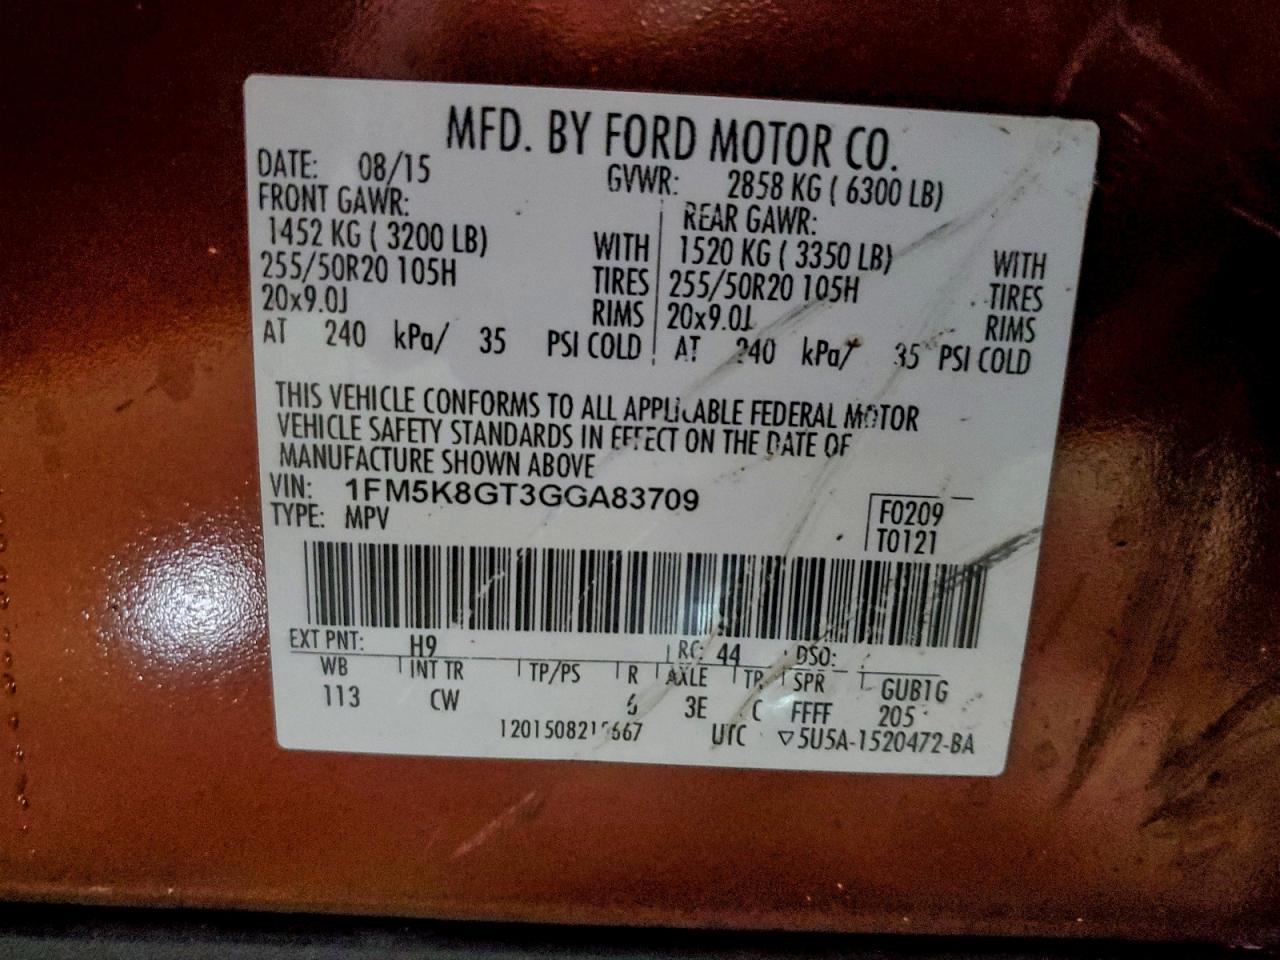 MFD. BY FORD MOTOR CO.
DATE: 08/15 GVWR: 2858 KG ( 6300 LB)
FRONT GAWR: REAR GAWR:
1452 KG ( 3200 LB) WITH 1520 KG ( 3350 LB) WITH
255/50R20 105H TIRES 255/50R20 105H TIRES
20x9.0J RIMS 20x9.0J RIMS
AT 240 kPa/ 35 PSI COLD AT 240 kPa/ 35 PSI COLD
THIS VEHICLE CONFORMS TO ALL APPLICABLE FEDERAL MOTOR
VEHICLE SAFETY STANDARDS IN EFFECT ON THE DATE OF
MANUFACTURE SHOWN ABOVE
VIN: 1FM5K8GT3GGA83709
TYPE: MPV
F0209
T0121
EXT PNT: H9 RC: 44 DSO:
WB INT TR TP/PS R AXLE TR SPR GUB1G
113 CW 6 3E C FFFF 205
UTC ▽5U5A-1520472-BA